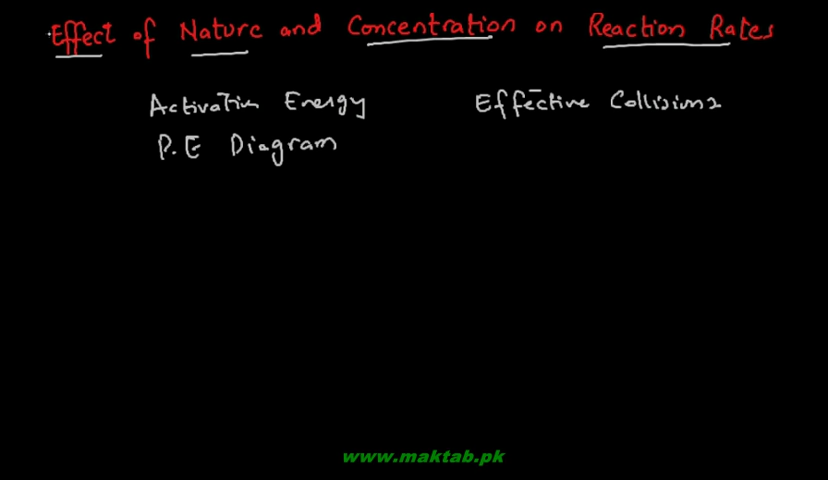 Effect of Nature and Concentration on Reaction Rates
Activation Energy Effective Collisions
P.E Diagram
www.maktab.pk